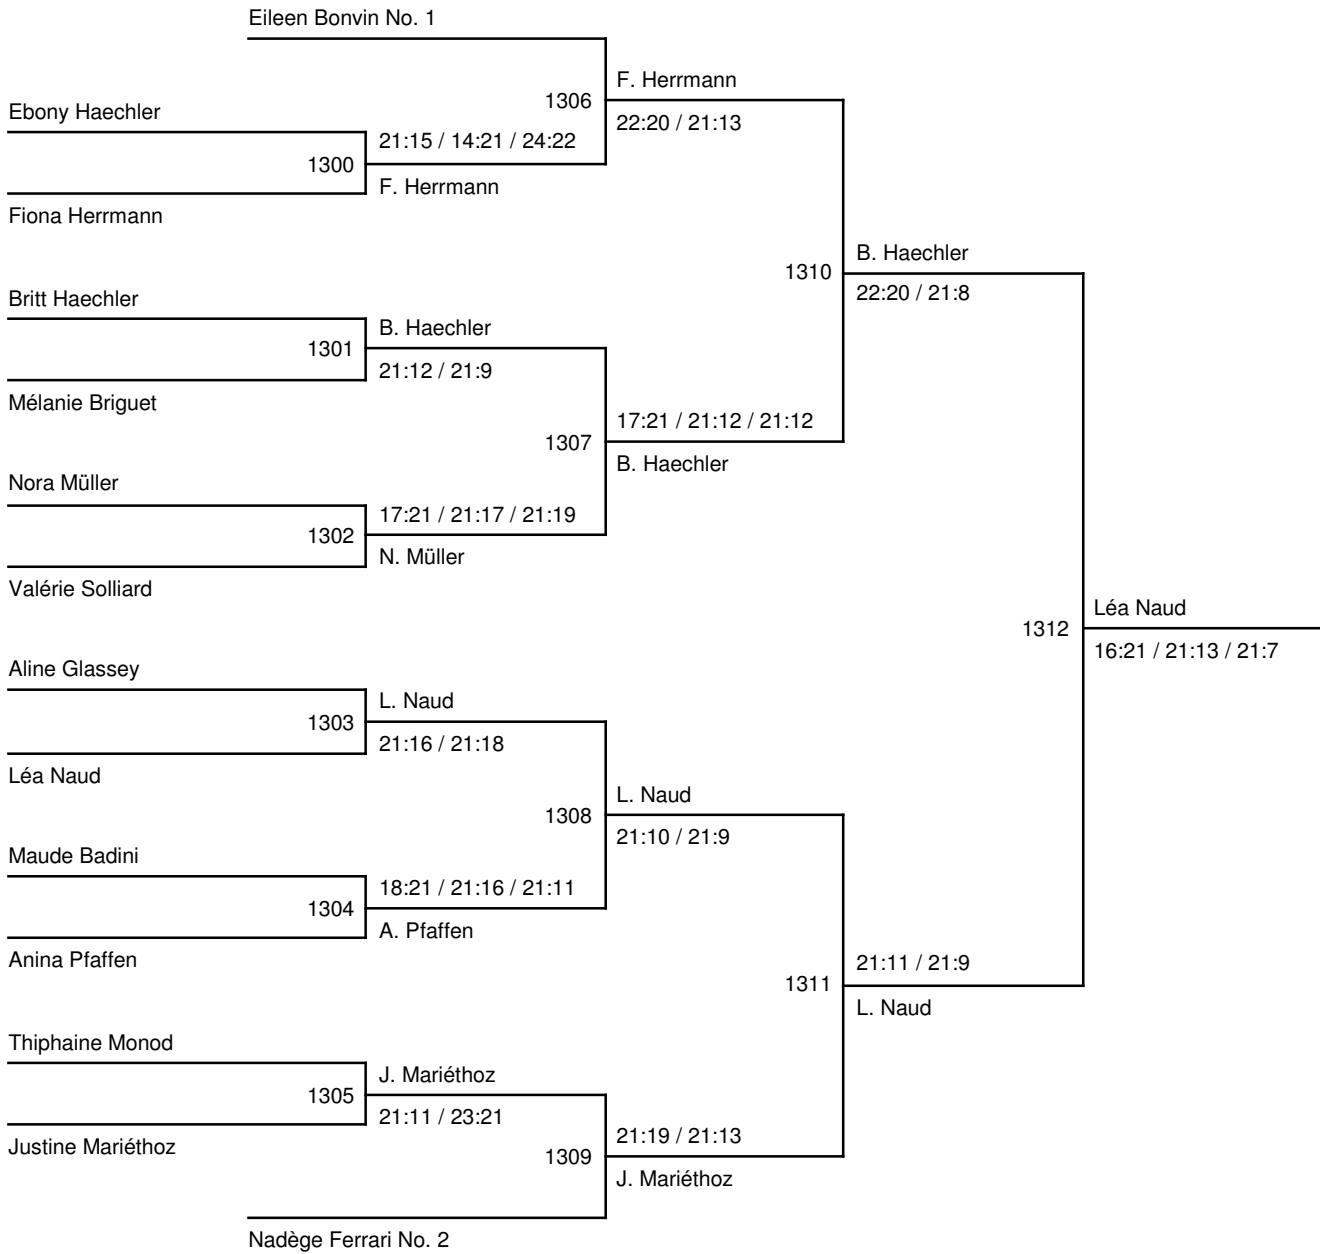 Eileen Bonvin No. 1
F. Herrmann
1306
Ebony Haechler
22:20 / 21:13
21:15 / 14:21 / 24:22
1300
F. Herrmann
Fiona Herrmann
B. Haechler
1310
22:20 / 21:8
Britt Haechler
B. Haechler
1301
21:12 / 21:9
Mélanie Briguet
17:21 / 21:12 / 21:12
1307
B. Haechler
Nora Müller
17:21 / 21:17 / 21:19
1302
N. Müller
Valérie Solliard
Léa Naud
1312
16:21 / 21:13 / 21:7
Aline Glassey
L. Naud
1303
21:16 / 21:18
Léa Naud
L. Naud
1308
21:10 / 21:9
Maude Badini
18:21 / 21:16 / 21:11
1304
A. Pfaffen
Anina Pfaffen
21:11 / 21:9
1311
L. Naud
Thiphaine Monod
J. Mariéthoz
1305
21:11 / 23:21
21:19 / 21:13
Justine Mariéthoz
1309
J. Mariéthoz
Nadège Ferrari No. 2